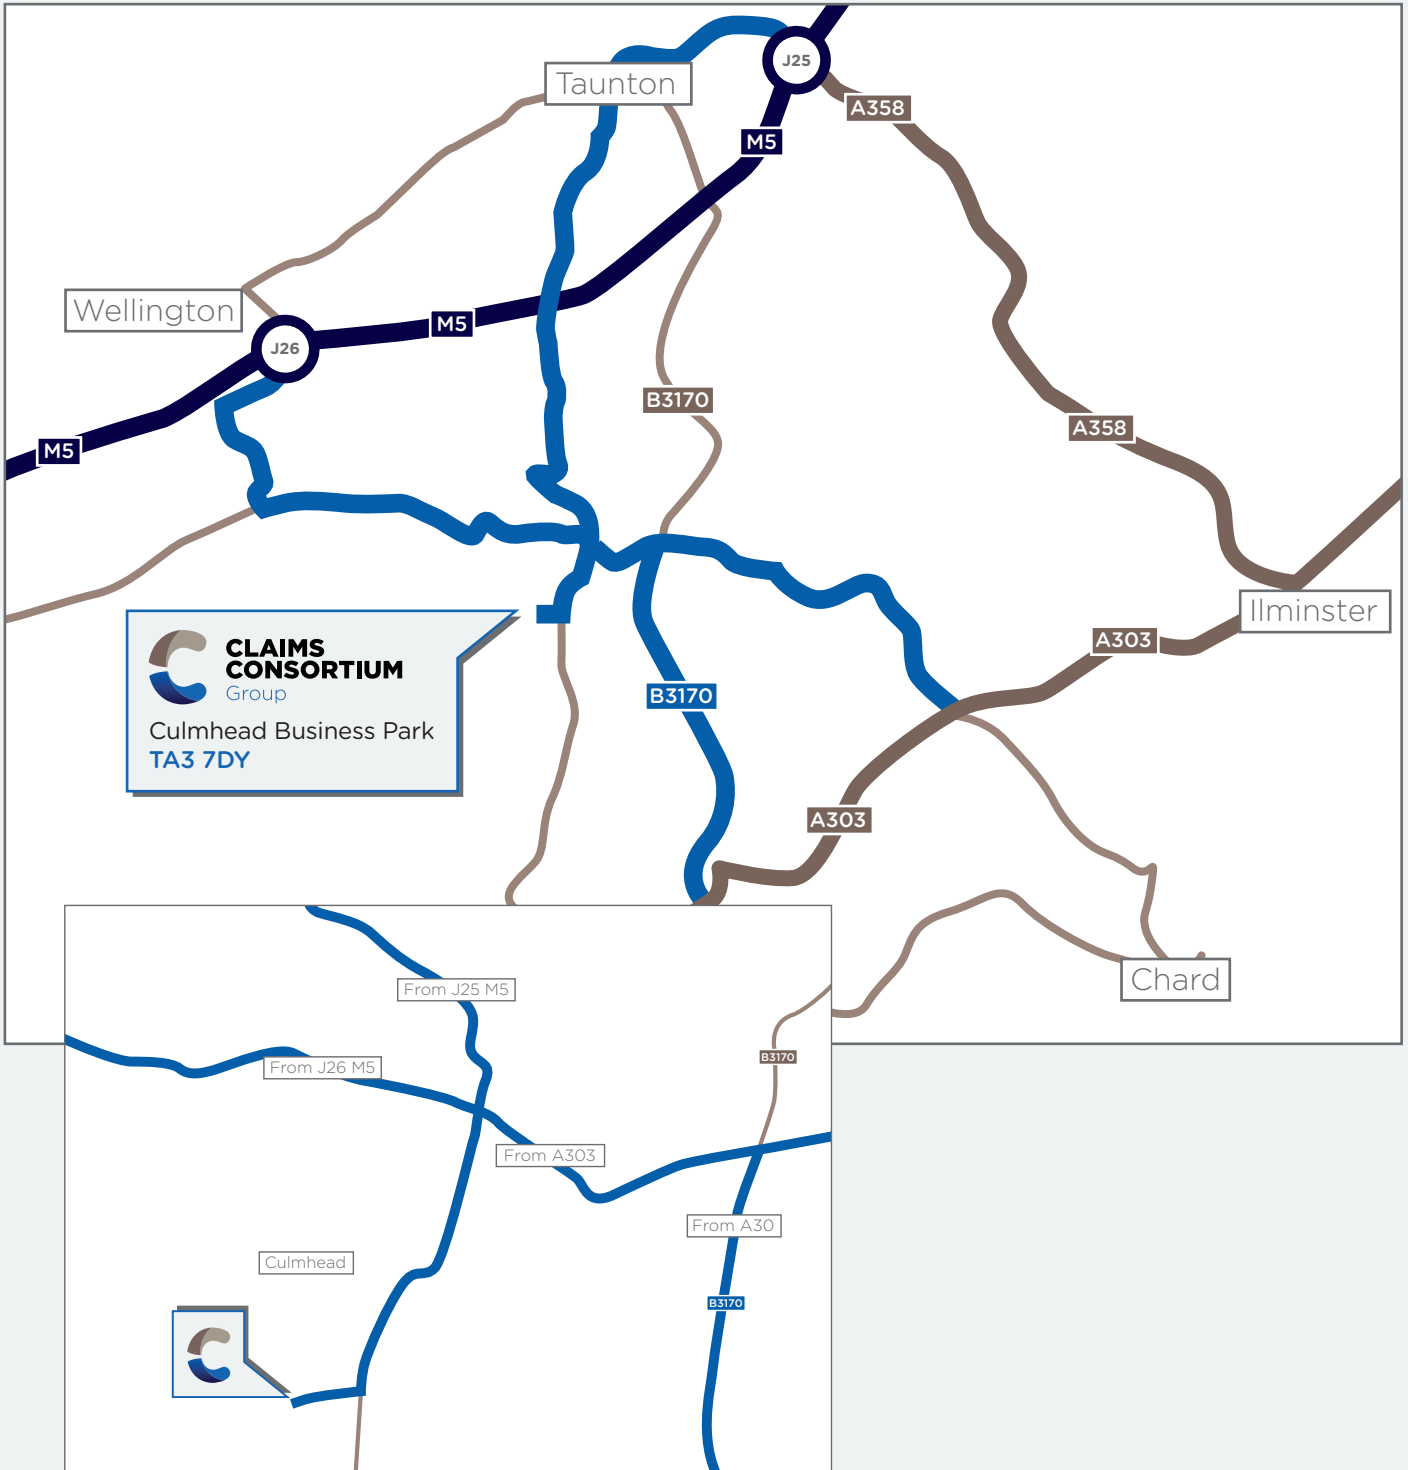 J25
Taunton
A358
M5
Wellington
M5
J26
B3170
A358
M5
Ilminster
A303
CLAIMS
CONSORTIUM
Group
B3170
Culmhead Business Park
TA3 7DY
A303
Chard
From J25 M5
B3170
From J26 M5
From A303
From A30
Culmhead
B3170